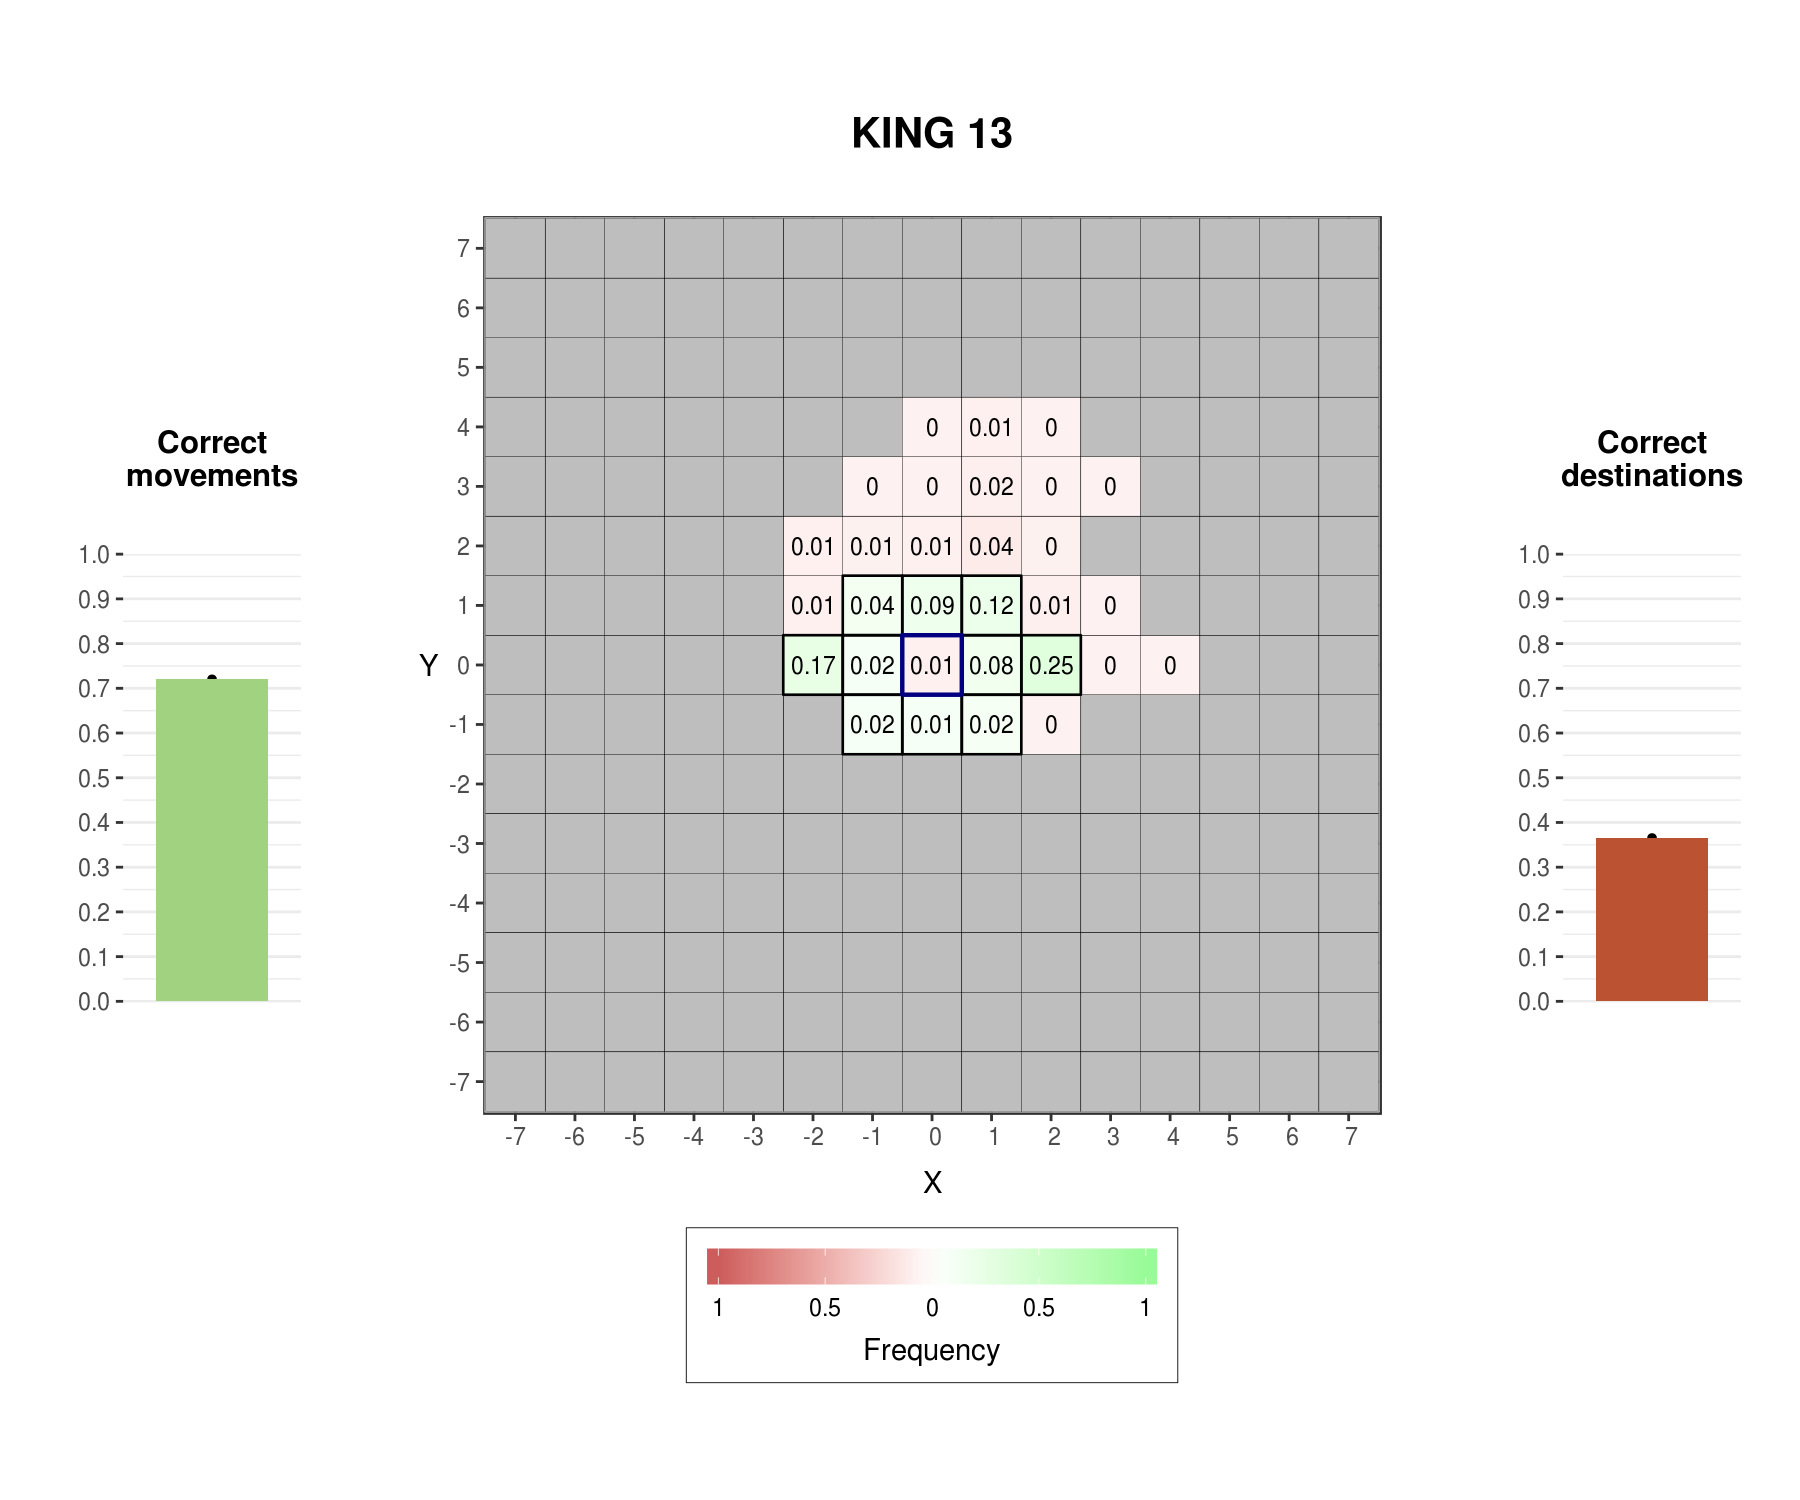 KING 13
Correct
movements
1.0
0.9
0.8
0.7
0.6
0.5
0.4
0.3
0.2
0.1
0.0
Y
7
6
5
4
3
2
1
0
-1
-2
-3
-4
-5
-6
-7
0 0.01 0
0 0 0.02 0 0
0.01 0.01 0.01 0.04 0
0.01 0.04 0.09 0.12 0.01 0
0.17 0.02 0.01 0.08 0.25 0 0
0.02 0.01 0.02 0
-7 -6 -5 -4 -3 -2 -1 0 1 2 3 4 5 6 7
X
1 0.5 0 0.5 1
Frequency
Correct
destinations
1.0
0.9
0.8
0.7
0.6
0.5
0.4
0.3
0.2
0.1
0.0